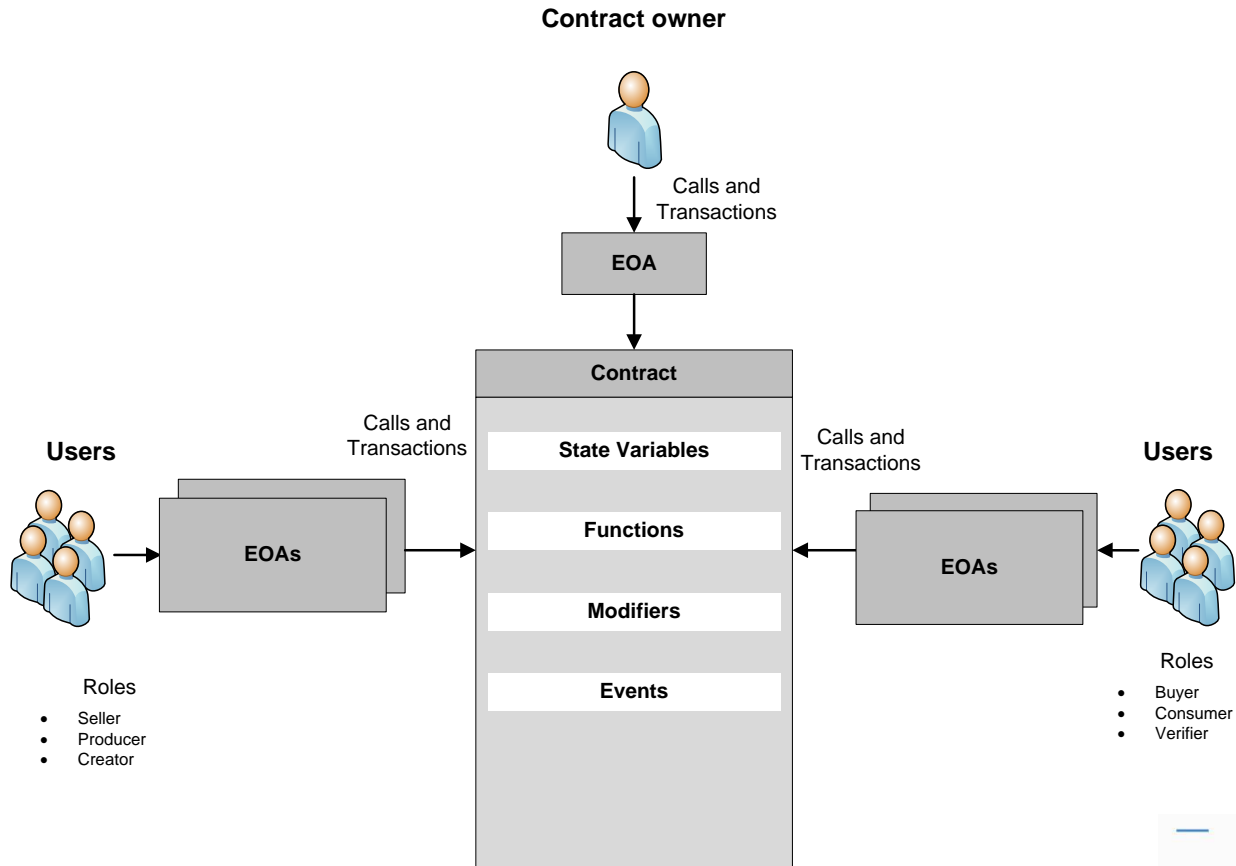 Contract owner
Calls and
Transactions
EOA
Contract
Calls and
Transactions
State Variables
Calls and
Transactions
Users
Users
Functions
EOAs
EOAs
Modifiers
Events
Roles
• Seller
• Producer
• Creator
Roles
• Buyer
• Consumer
• Verifier